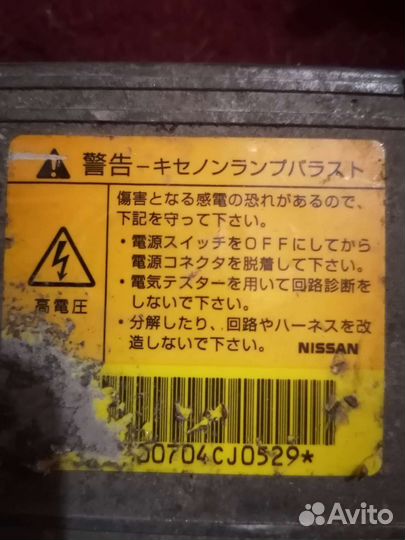 警告－キセノンランプバラスト
傷害となる感電の恐れがあるので、
下記を守って下さい。
・電源スイッチをOFFにしてから
電源コネクタを脱着して下さい。
・電気テスターを用いて回路診断を
しないで下さい。
・分解したり、回路やハーネスを改
造しないで下さい。
高電圧
NISSAN
00704CJ0529*
Avito